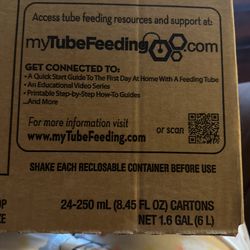 Access tube feeding resources and support at:
myTubeFeeding.com
GET CONNECTED TO:
• A Quick Start Guide To The First Day At Home With A Feeding Tube
• An Educational Video Series
• Printable Step-by-Step How-To Guides
...And More
For more information visit
www.myTubeFeeding.com
or scan
SHAKE EACH RECLOSABLE CONTAINER BEFORE USE
24-250 mL (8.45 FL OZ) CARTONS
NET 1.6 GAL (6 L)